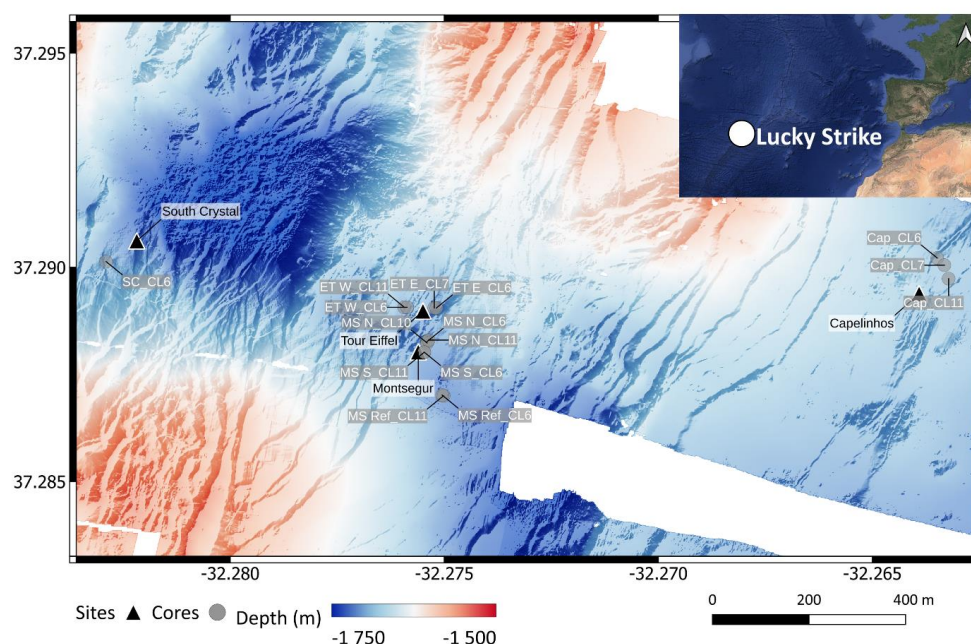 37.295
37.290
37.285
Lucky Strike
South Crystal
SC_CL6
ET W_CL11
ET E_CL7
ET E_CL6
ET W_CL6
MS N_CL10
MS N_CL6
Tour Eiffel
MS N_CL11
MS S_CL11
MS S_CL6
Montsegur
MS Ref_CL11
MS Ref_CL6
Cap_CL6
Cap_CL7
Cap_CL11
Capelinhos
-32.280
-32.275
-32.270
-32.265
Sites Cores Depth (m)
-1 750
-1 500
0
200
400 m